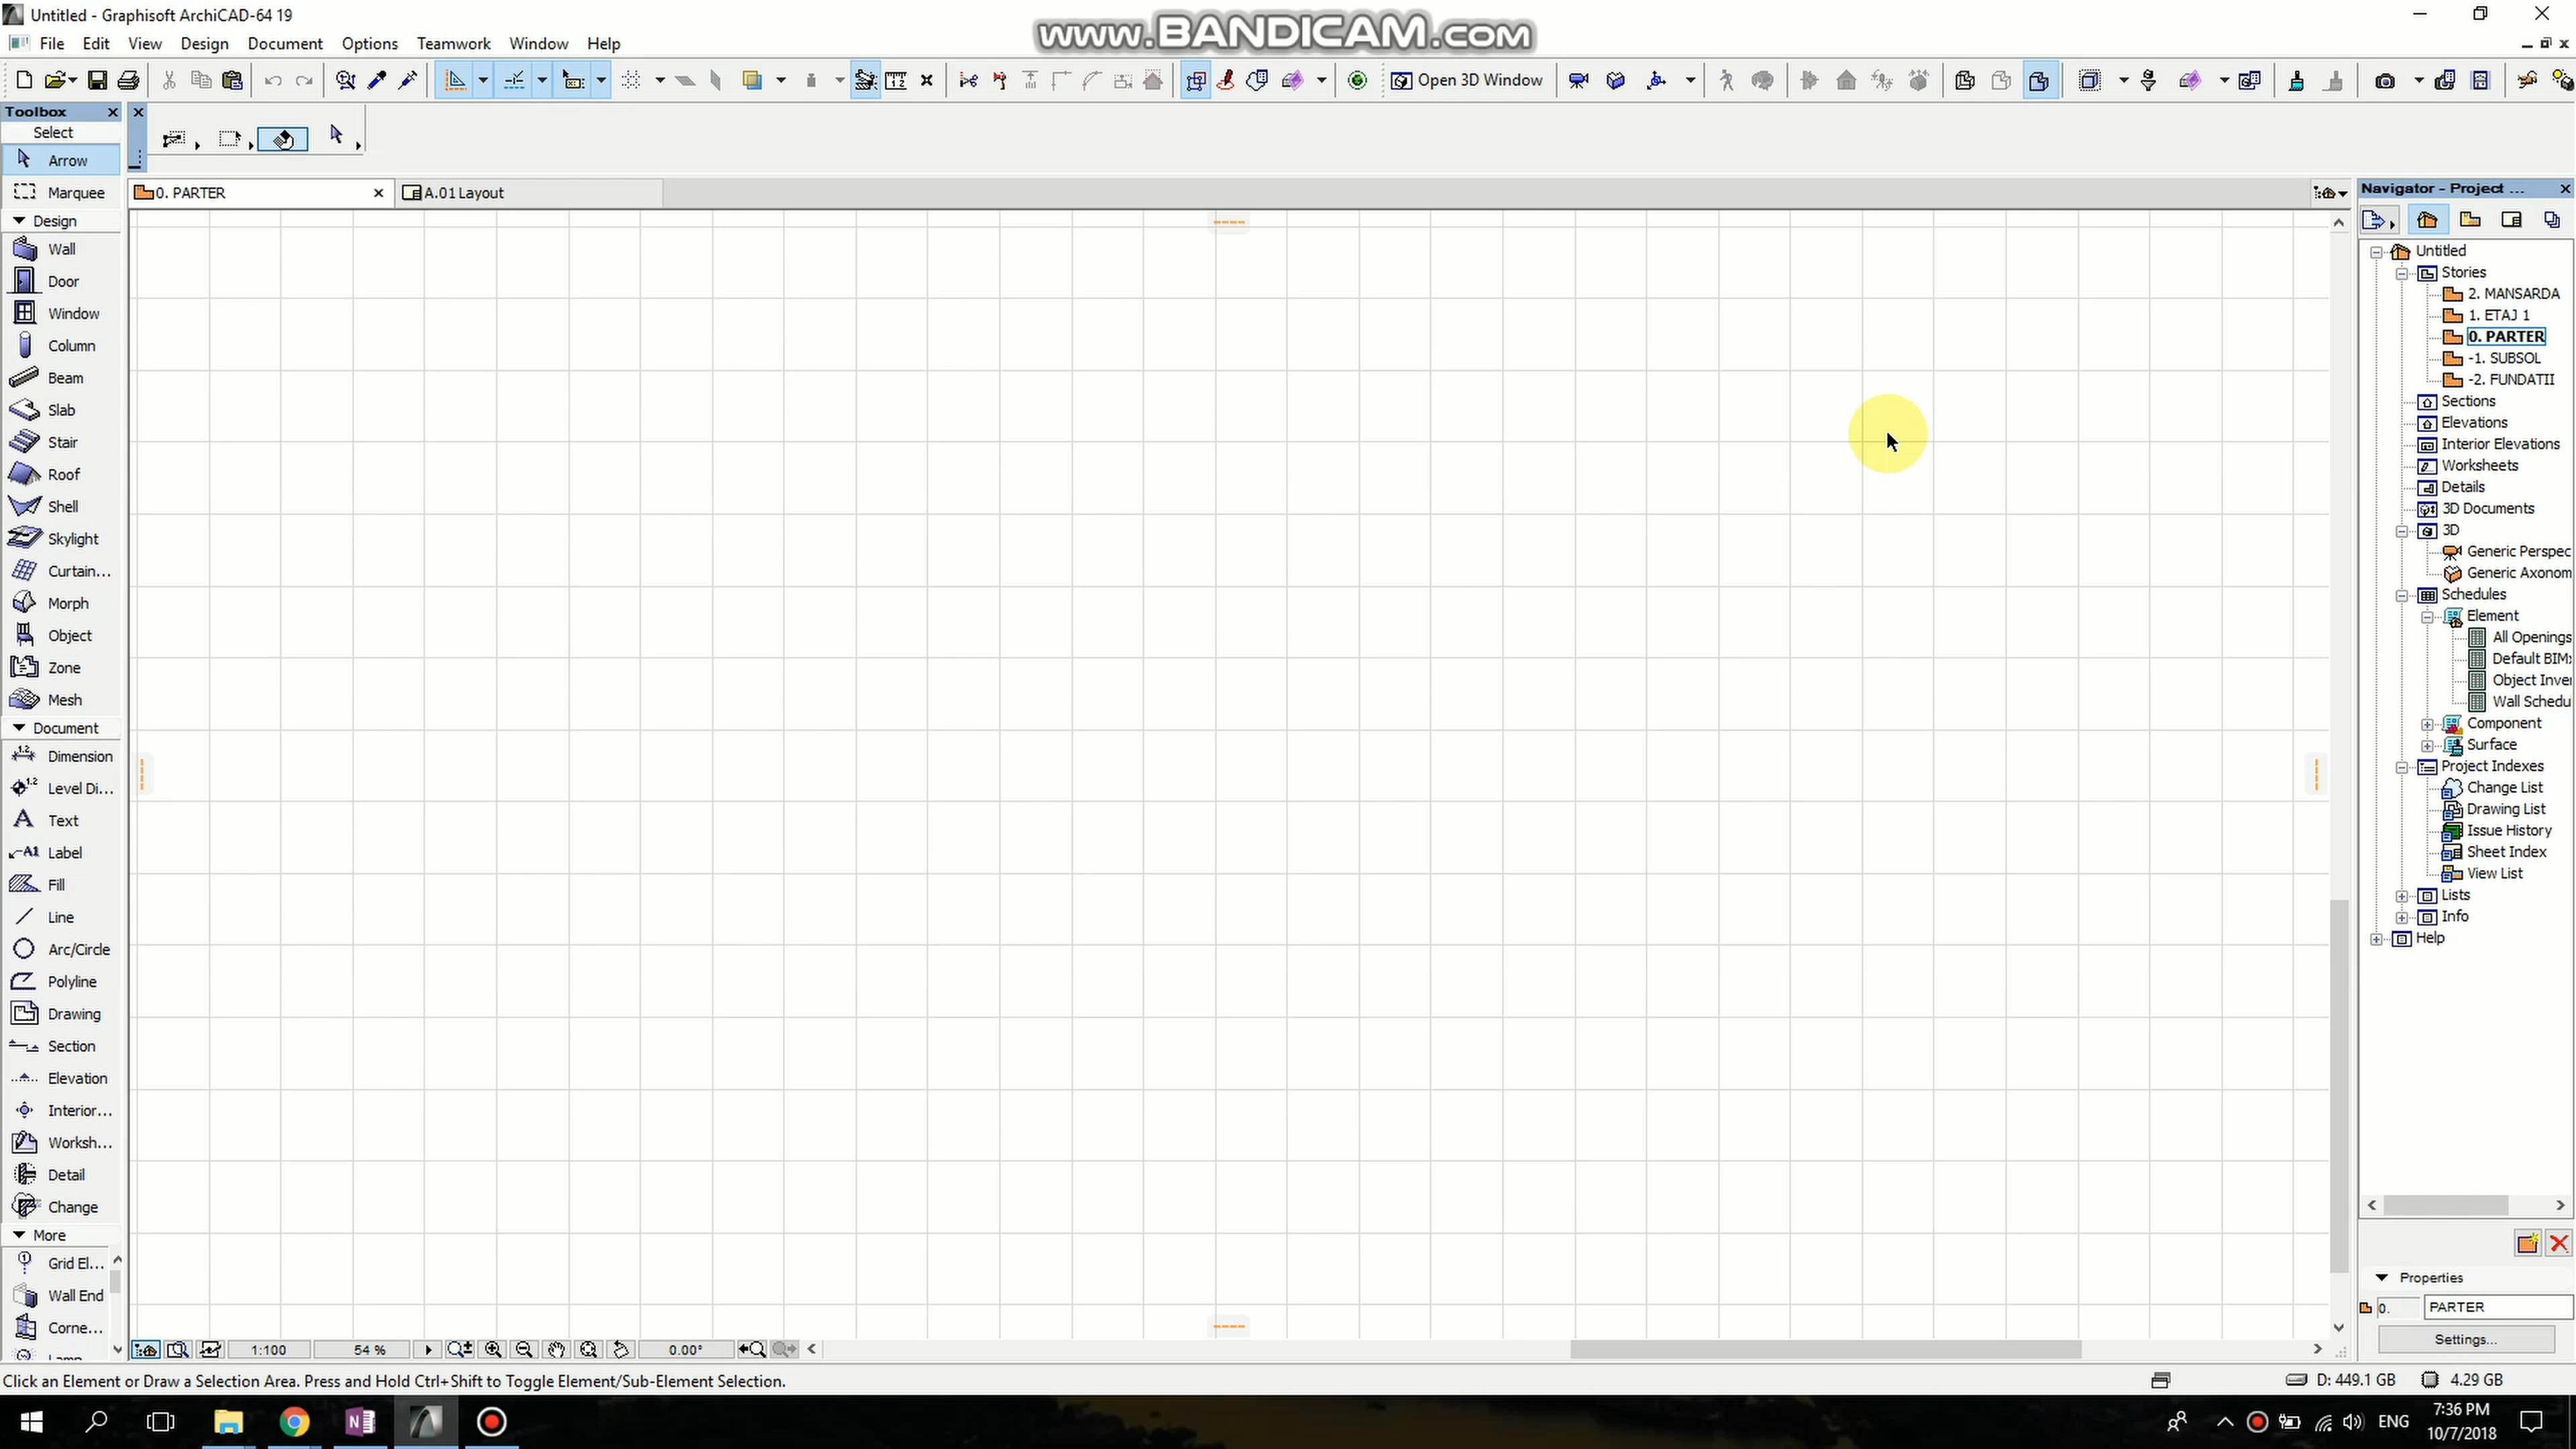 Untitled - Graphisoft ArchiCAD-64 19
www.BANDICAM.com
File Edit View Design Document Options Teamwork Window Help
Open 3D Window
Toolbox
Select
Arrow
Marquee
Design
Wall
Door
Window
Column
Beam
Slab
Stair
Roof
Shell
Skylight
Curtain...
Morph
Object
Zone
Mesh
Document
Dimension
Level Di...
Text
Label
Fill
Line
Arc/Circle
Polyline
Drawing
Section
Elevation
Interior...
Worksh...
Detail
Change
More
Grid El...
Wall End
Corne...
0. PARTER
A.01 Layout
Navigator - Project ...
Untitled
Stories
2. MANSARDA
1. ETAJ 1
0. PARTER
-1. SUBSOL
-2. FUNDATII
Sections
Elevations
Interior Elevations
Worksheets
Details
3D Documents
3D
Generic Perspec
Generic Axonom
Schedules
Element
All Openings
Default BIM
Object Inve
Wall Schedu
Component
Surface
Project Indexes
Change List
Drawing List
Issue History
Sheet Index
View List
Lists
Info
Help
Properties
0. PARTER
Settings...
1:100 54 % 0.00°
Click an Element or Draw a Selection Area. Press and Hold Ctrl+Shift to Toggle Element/Sub-Element Selection.
D: 449.1 GB 4.29 GB
ENG
7:36 PM
10/7/2018